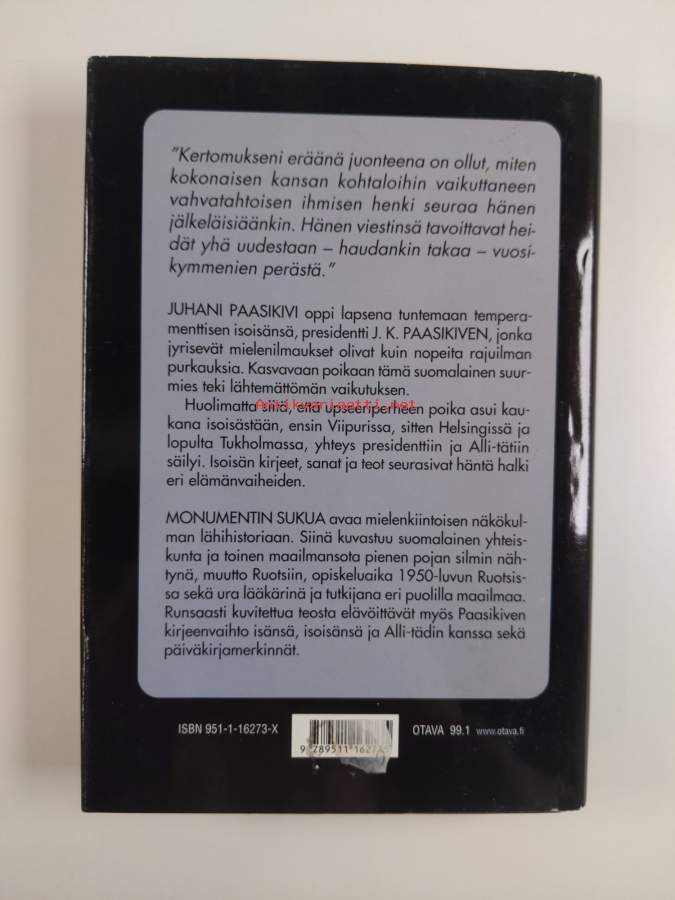 ”Kertomukseni eräänä juonteena on ollut, miten
kokonaisen kansan kohtaloihin vaikuttaneen
vahvatahtoisen ihmisen henki seuraa hänen
jälkeläisiäänkin. Hänen viestinsä tavoittavat hei-
dät yhä uudestaan – haudankin takaa – vuosi-
kymmenien perästä.”
JUHANI PAASIKIVI oppi lapsena tuntemaan tempera-
menttisen isoisänsä, presidentti J. K. PAASIKIVEN, jonka
jyrisevät mielenilmaukset olivat kuin nopeita rajuilman
purkauksia. Kasvavaan poikaan tämä suomalainen suur-
mies teki lähtemättömän vaikutuksen.
Antikvariaatti.net
Huolimatta siitä, että upseeriperheen poika asui kau-
kana isoisästään, ensin Viipurissa, sitten Helsingissä ja
lopulta Tukholmassa, yhteys presidenttiin ja Alli-tätiin
säilyi. Isoisän kirjeet, sanat ja teot seurasivat häntä halki
eri elämänvaiheiden.
MONUMENTIN SUKUA avaa mielenkiintoisen näkökul-
man lähihistoriaan. Siinä kuvastuu suomalainen yhteis-
kunta ja toinen maailmansota pienen pojan silmin näh-
tynä, muutto Ruotsiin, opiskeluaika 1950-luvun Ruotsis-
sa sekä ura lääkärinä ja tutkijana eri puolilla maailmaa.
Runsaasti kuvitettua teosta elävöittävät myös Paasikiven
kirjeenvaihto isänsä, isoisänsä ja Alli-tädin kanssa sekä
päiväkirjamerkinnät.
ISBN 951-1-16273-X
OTAVA 99.1 www.otava.fi
9 789511 1627